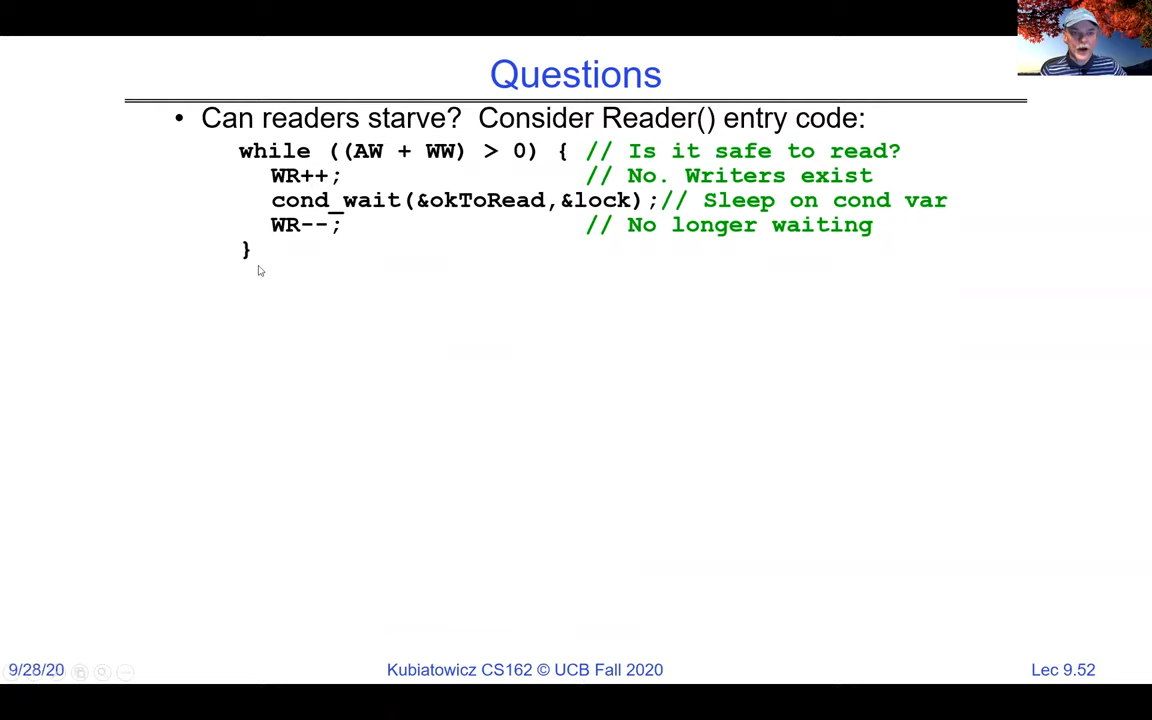 Questions
• Can readers starve? Consider Reader() entry code:
while ((AW + WW) > 0) { // Is it safe to read?
WR++; // No. Writers exist
cond_wait(&okToRead,&lock);// Sleep on cond var
WR--; // No longer waiting
}
9/28/20 Kubiatowicz CS162 © UCB Fall 2020 Lec 9.52